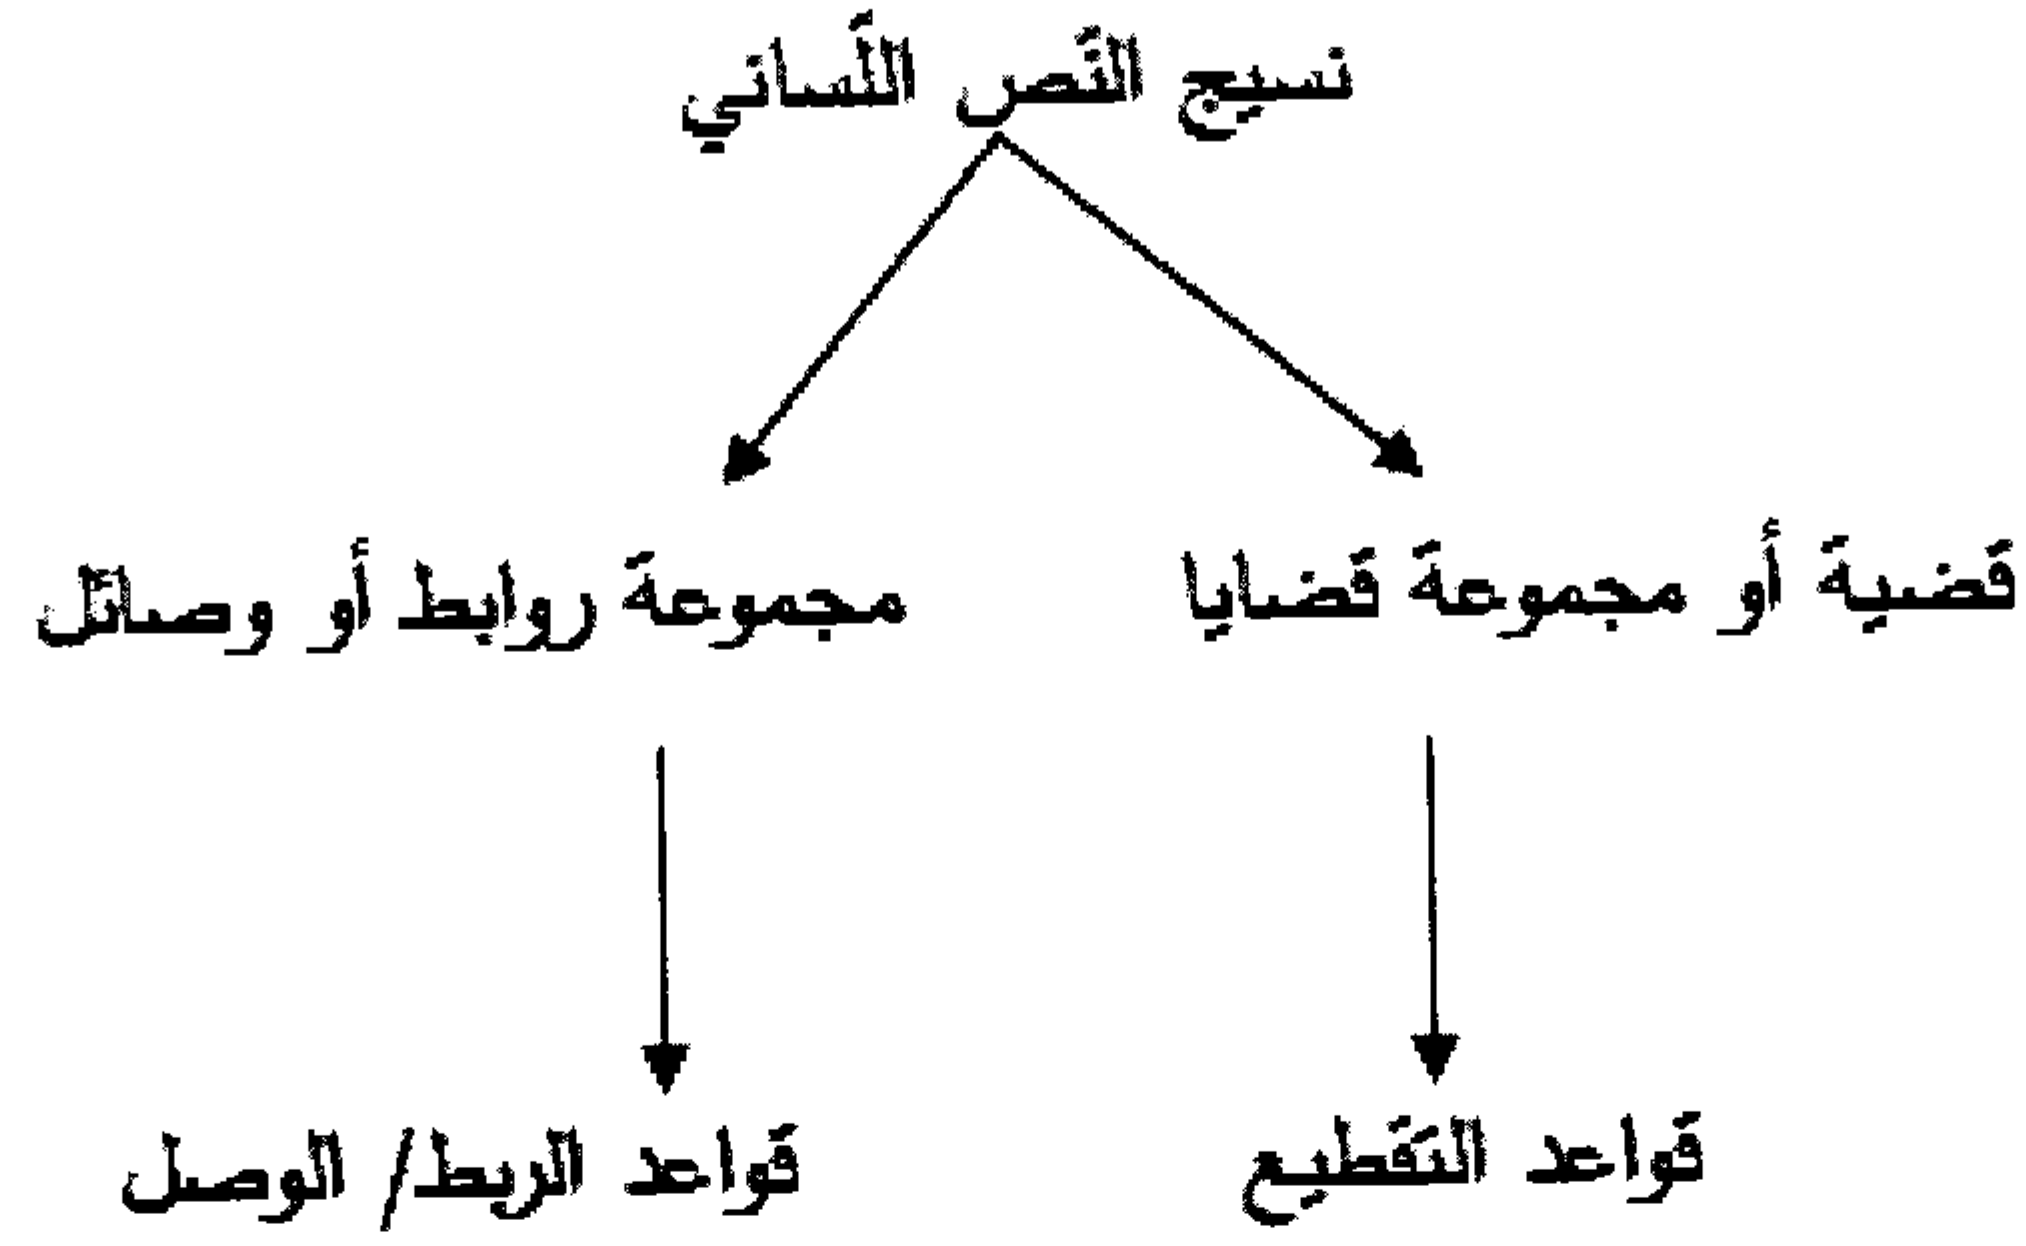 نسيج النَص اللَساني
قضية أو مجموعة قضايا
مجموعة روابط أو وصائل
قواعد التقطيع
قواعد الربط/ الوصل